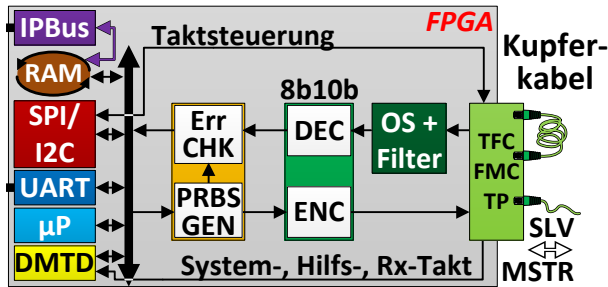 IPBus
FPGA
Taktsteuerung
Kupfer-
kabel
RAM
8b10b
SPI/
I2C
Err
CHK
DEC
OS +
Filter
TFC
FMC
TP
UART
PRBS
GEN
ENC
µP
SLV
MSTR
DMTD
System-, Hilfs-, Rx-Takt